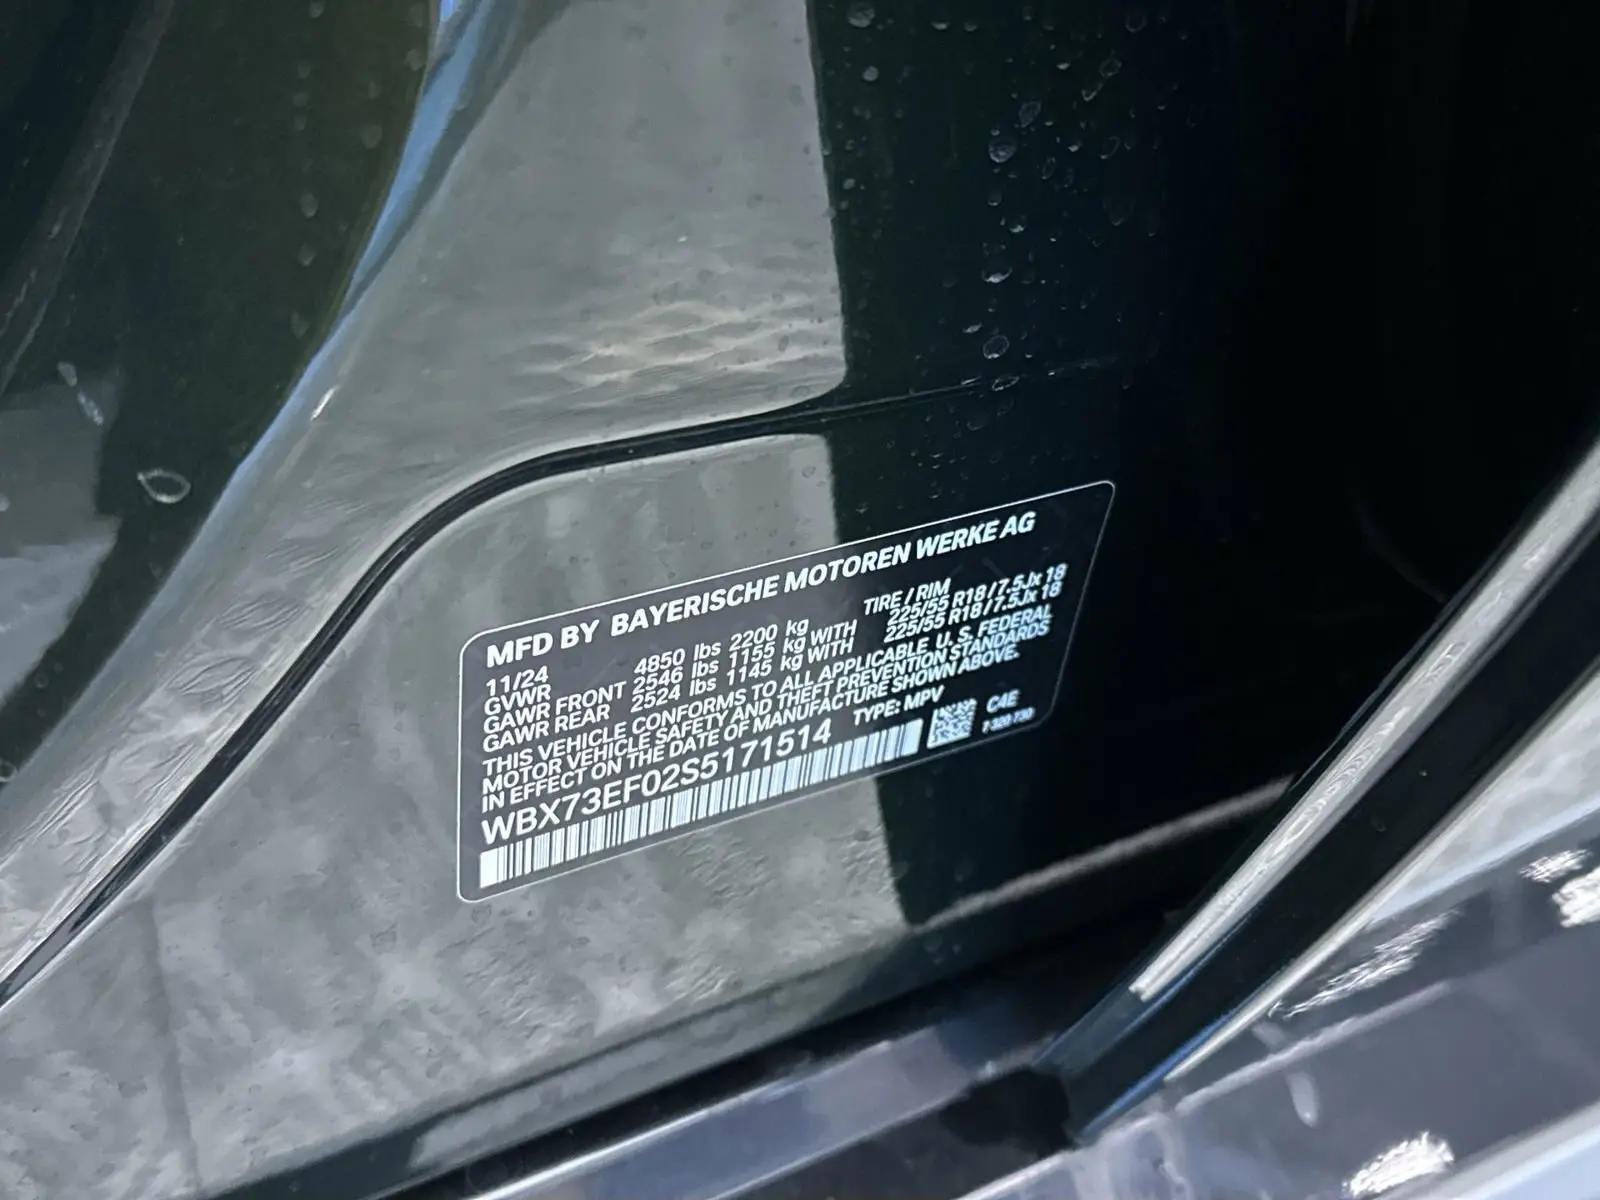 MFD BY BAYERISCHE MOTOREN WERKE AG
11/24 TIRE / RIM
GVWR 4850 lbs 2200 kg
GAWR FRONT 2546 lbs 1155 kg WITH 225/55 R18 / 7.5Jx 18
GAWR REAR 2524 lbs 1145 kg WITH 225/55 R18 / 7.5Jx 18
THIS VEHICLE CONFORMS TO ALL APPLICABLE U. S. FEDERAL
MOTOR VEHICLE SAFETY AND THEFT PREVENTION STANDARDS
IN EFFECT ON THE DATE OF MANUFACTURE SHOWN ABOVE.
WBX73EF02S5171514 TYPE: MPV C4E
7 320 730